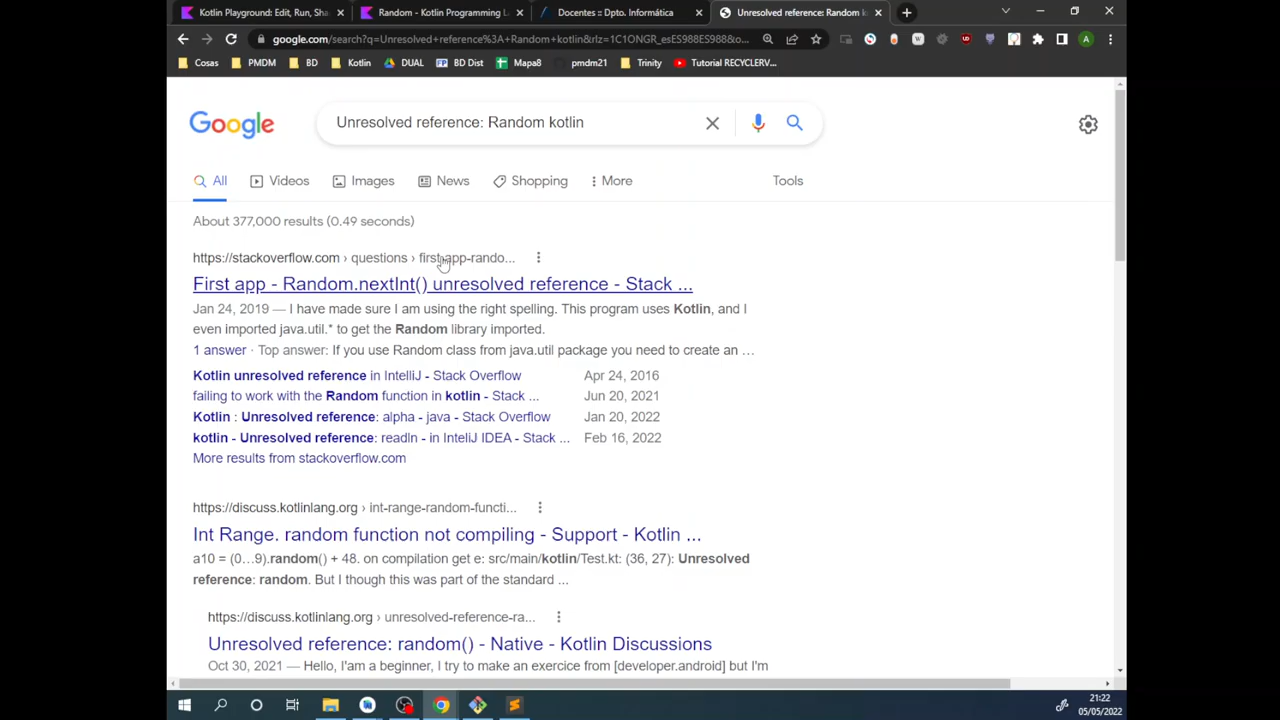 Kotlin Playground: Edit, Run, Sha
Random - Kotlin Programming L
Docentes :: Dpto. Informática
Unresolved reference: Random k
google.com/search?q=Unresolved+reference%3A+Random+kotlin&rlz=1C1ONGR_esES988ES988&o...
Cosas
PMDM
BD
Kotlin
DUAL
BD Dist
Mapa8
pmdm21
Trinity
Tutorial RECYCLERV...
Google
Unresolved reference: Random kotlin
All
Videos
Images
News
Shopping
More
Tools
About 377,000 results (0.49 seconds)
https://stackoverflow.com › questions › first-app-rando...
First app - Random.nextInt() unresolved reference - Stack ...
Jan 24, 2019 — I have made sure I am using the right spelling. This program uses Kotlin, and I
even imported java.util.* to get the Random library imported.
1 answer · Top answer: If you use Random class from java.util package you need to create an …
Kotlin unresolved reference in IntelliJ - Stack Overflow Apr 24, 2016
failing to work with the Random function in kotlin - Stack ... Jun 20, 2021
Kotlin : Unresolved reference: alpha - java - Stack Overflow Jan 20, 2022
kotlin - Unresolved reference: readln - in InteliJ IDEA - Stack ... Feb 16, 2022
More results from stackoverflow.com
https://discuss.kotlinlang.org › int-range-random-functi...
Int Range. random function not compiling - Support - Kotlin ...
a10 = (0…9).random() + 48. on compilation get e: src/main/kotlin/Test.kt: (36, 27): Unresolved
reference: random. But I though this was part of the standard ...
https://discuss.kotlinlang.org › unresolved-reference-ra...
Unresolved reference: random() - Native - Kotlin Discussions
Oct 30, 2021 — Hello, I'am a beginner, I try to make an exercice from [developer.android] but I'm
21:22
05/05/2022